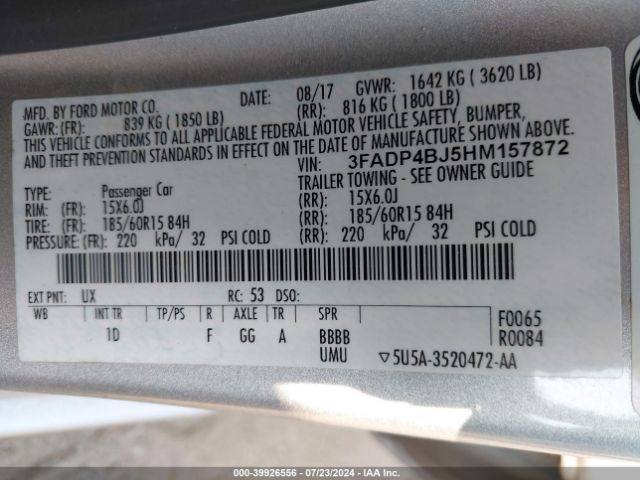 MFD. BY FORD MOTOR CO. DATE: 08/17 GVWR: 1642 KG ( 3620 LB)
GAWR: (FR): 839 KG ( 1850 LB) (RR): 816 KG ( 1800 LB)
THIS VEHICLE CONFORMS TO ALL APPLICABLE FEDERAL MOTOR VEHICLE SAFETY, BUMPER,
AND THEFT PREVENTION STANDARDS IN EFFECT ON THE DATE OF MANUFACTURE SHOWN ABOVE.
VIN: 3FADP4BJ5HM157872
TYPE: Passenger Car TRAILER TOWING - SEE OWNER GUIDE
RIM: (FR): 15X6.0J (RR): 15X6.0J
TIRE: (FR): 185/60R15 84H (RR): 185/60R15 84H
PRESSURE: (FR): 220 kPa/ 32 PSI COLD (RR): 220 kPa/ 32 PSI COLD
EXT PNT: UX RC: 53 DSO:
WB INT TR TP/PS R AXLE TR SPR F0065
1D F GG A BBBB R0084
UMU ▽5U5A-3520472-AA
000-39926556 - 07/23/2024 - IAA Inc.